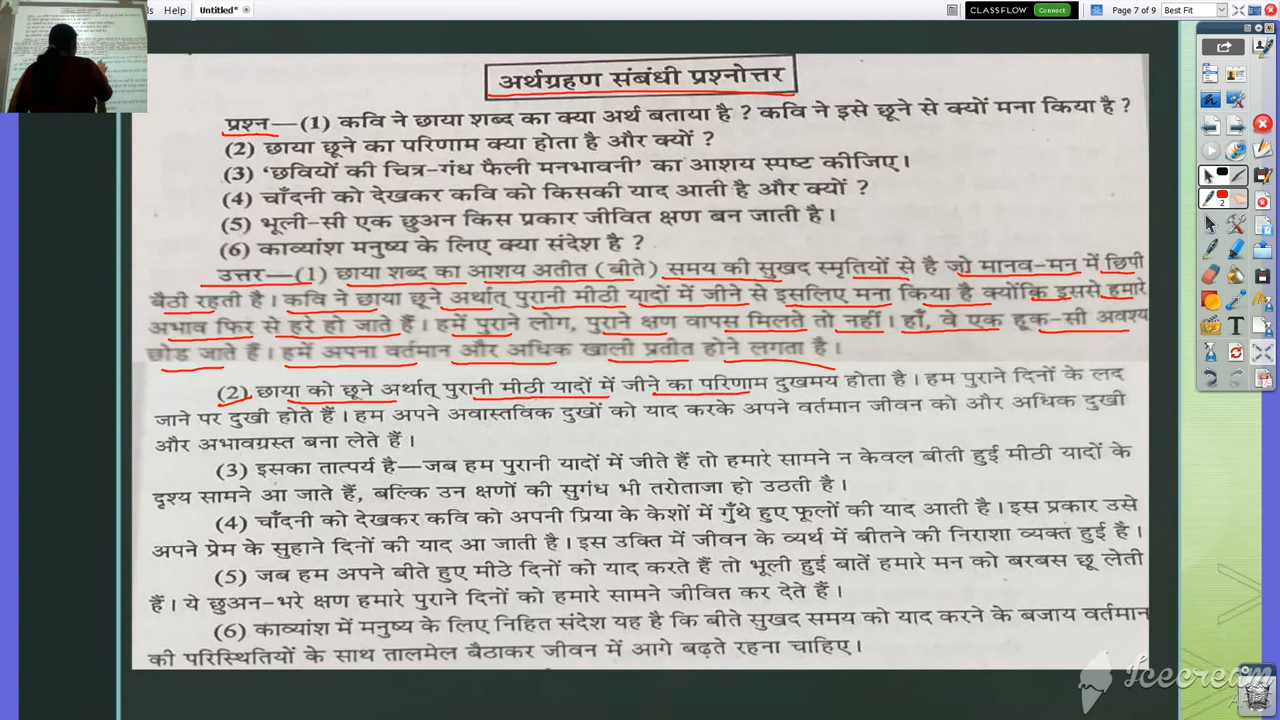 ls Help Untitled*
CLASSFLOW Connect
Page 7 of 9 Best Fit
अर्थग्रहण संबंधी प्रश्नोत्तर
प्रश्न—(1) कवि ने छाया शब्द का क्या अर्थ बताया है ? कवि ने इसे छूने से क्यों मना किया है ?
(2) छाया छूने का परिणाम क्या होता है और क्यों ?
(3) ‘छवियों की चित्र-गंध फैली मनभावनी’ का आशय स्पष्ट कीजिए।
(4) चाँदनी को देखकर कवि को किसकी याद आती है और क्यों ?
(5) भूली-सी एक छुअन किस प्रकार जीवित क्षण बन जाती है।
(6) काव्यांश मनुष्य के लिए क्या संदेश है ?
उत्तर—(1) छाया शब्द का आशय अतीत (बीते) समय की सुखद स्मृतियों से है जो मानव-मन में छिपी
बैठी रहती है। कवि ने छाया छूने अर्थात् पुरानी मीठी यादों में जीने से इसलिए मना किया है क्योंकि इससे हमारे
अभाव फिर से हरे हो जाते हैं। हमें पुराने लोग, पुराने क्षण वापस मिलते तो नहीं। हाँ, वे एक हूक-सी अवश्य
छोड जाते हैं। हमें अपना वर्तमान और अधिक खाली प्रतीत होने लगता है।
(2) छाया को छूने अर्थात् पुरानी मीठी यादों में जीने का परिणाम दुखमय होता है। हम पुराने दिनों के लद
जाने पर दुखी होते हैं। हम अपने अवास्तविक दुखों को याद करके अपने वर्तमान जीवन को और अधिक दुखी
और अभावग्रस्त बना लेते हैं।
(3) इसका तात्पर्य है—जब हम पुरानी यादों में जीते हैं तो हमारे सामने न केवल बीती हुई मीठी यादों के
दृश्य सामने आ जाते हैं, बल्कि उन क्षणों की सुगंध भी तरोताजा हो उठती है।
(4) चाँदनी को देखकर कवि को अपनी प्रिया के केशों में गुँथे हुए फूलों की याद आती है। इस प्रकार उसे
अपने प्रेम के सुहाने दिनों की याद आ जाती है। इस उक्ति में जीवन के व्यर्थ में बीतने की निराशा व्यक्त हुई है।
(5) जब हम अपने बीते हुए मीठे दिनों को याद करते हैं तो भूली हुई बातें हमारे मन को बरबस छू लेती
हैं। ये छुअन-भरे क्षण हमारे पुराने दिनों को हमारे सामने जीवित कर देते हैं।
(6) काव्यांश में मनुष्य के लिए निहित संदेश यह है कि बीते सुखद समय को याद करने के बजाय वर्तमान
की परिस्थितियों के साथ तालमेल बैठाकर जीवन में आगे बढ़ते रहना चाहिए।
2
Icecream